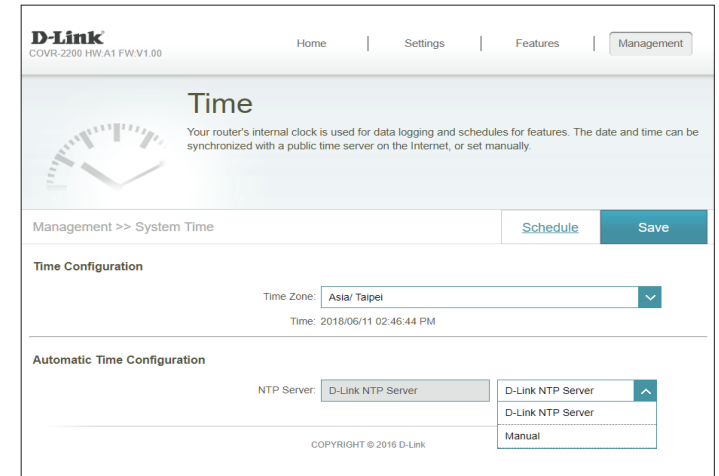 D-Link
COVR-2200 HW:A1 FW:V1.00
Home | Settings | Features | Management
Time
Your router's internal clock is used for data logging and schedules for features. The date and time can be
synchronized with a public time server on the Internet, or set manually.
Management >> System Time
Schedule
Save
Time Configuration
Time Zone: Asia/ Taipei
Time: 2018/06/11 02:46:44 PM
Automatic Time Configuration
NTP Server: D-Link NTP Server
D-Link NTP Server
D-Link NTP Server
Manual
COPYRIGHT © 2016 D-Link